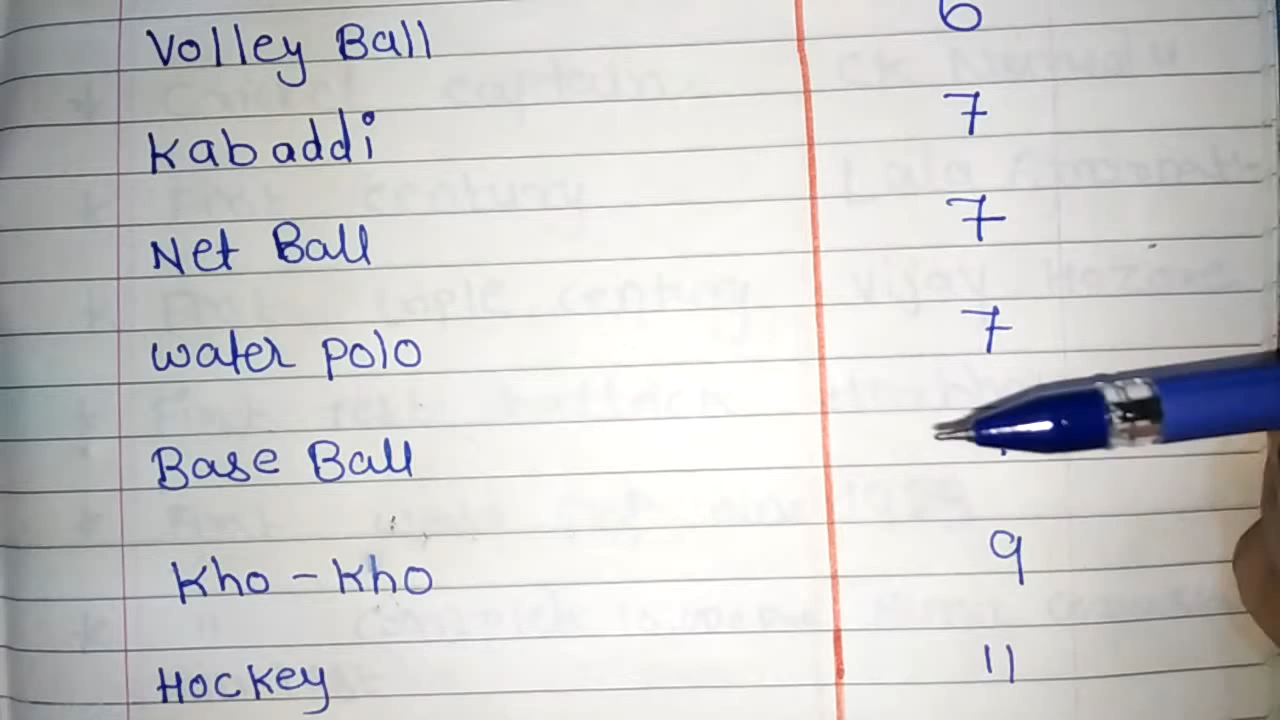 Volley Ball 6
Kabaddi 7
Net Ball 7
water polo 7
Base Ball
Kho - Kho 9
Hockey 11